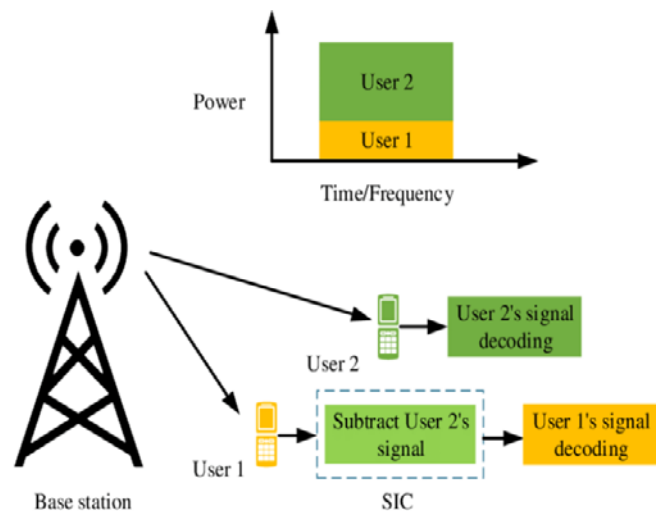 User 2
Power
User 1
Time/Frequency
User 2's signal
decoding
User 2
Subtract User 2's
signal
User 1's signal
decoding
User 1
Base station
SIC